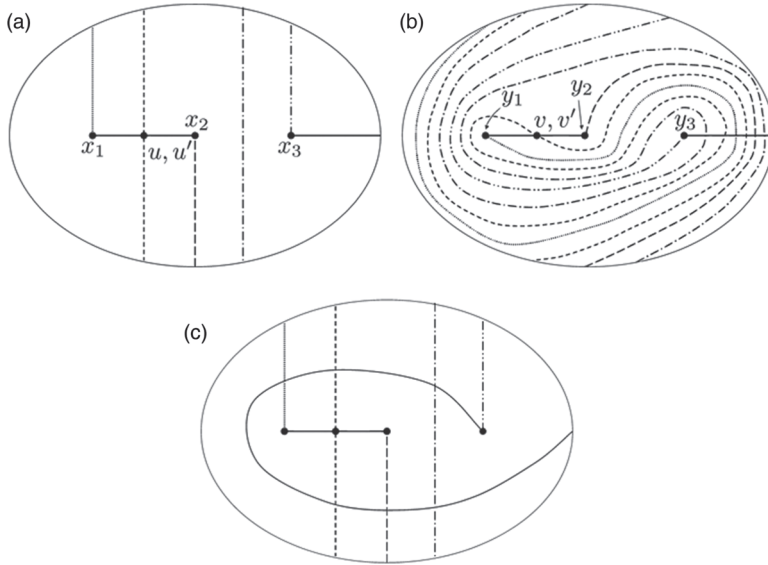 (a)
x₁
u, u′
x₂
x₃
(b)
y₁
v, v′
y₂
y₃
(c)